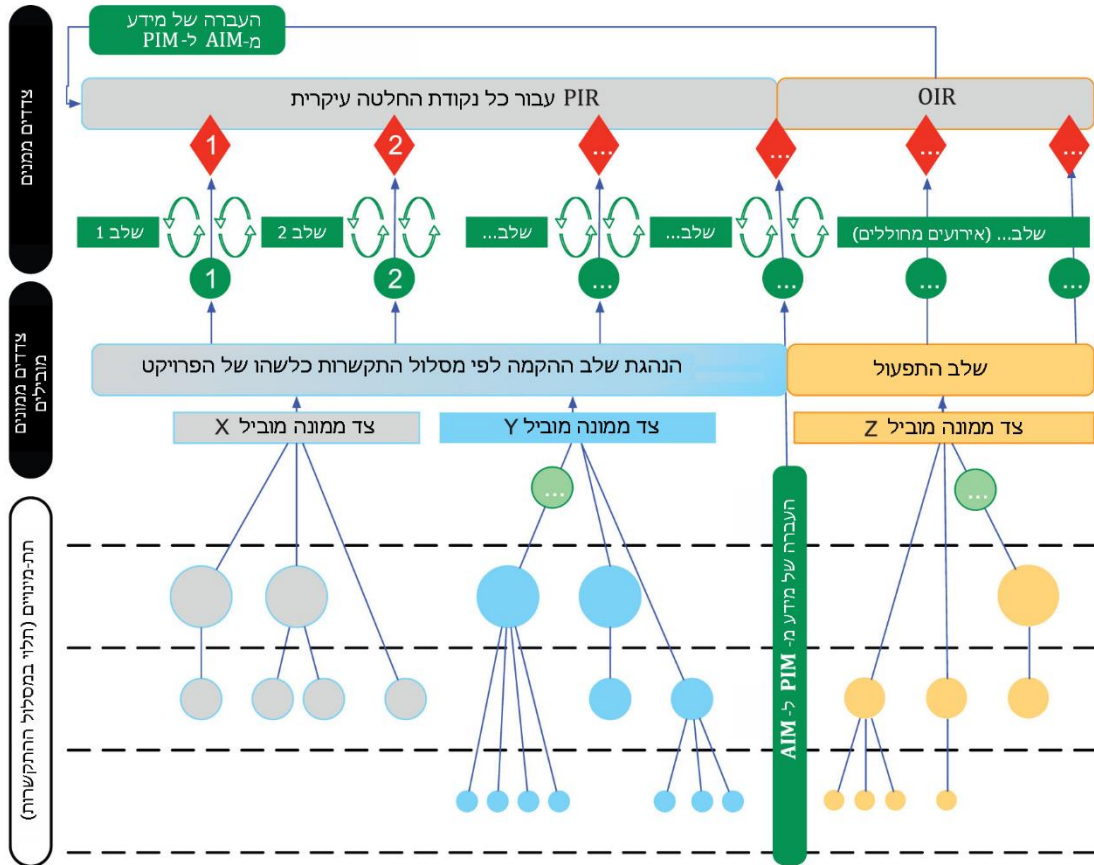 העברה של מידע
מ-AIM ל-PIM
צדדים ממנים
PIR עבור כל נקודת החלטה עיקרית
OIR
1
2
...
...
...
...
שלב 1
שלב 2
שלב...
שלב...
שלב... (אירועים מחוללים)
1
2
...
...
...
...
צדדים ממונים
מובילים
הנהגת שלב ההקמה לפי מסלול התקשרות כלשהו של הפרויקט
שלב התפעול
צד ממונה מוביל X
צד ממונה מוביל Y
צד ממונה מוביל Z
...
...
תת-מינויים (תלוי במסלול ההתקשרות)
העברה של מידע מ- PIM ל- AIM